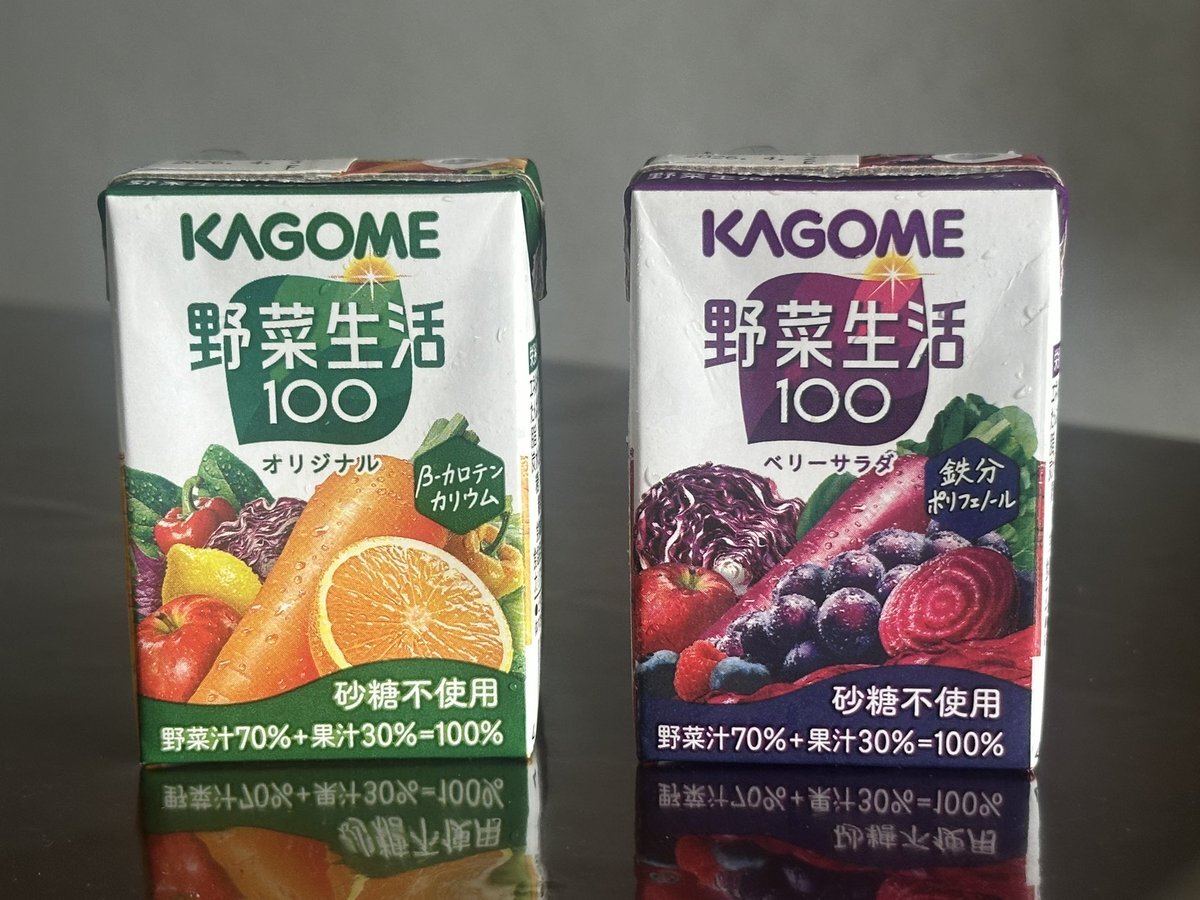 KAGOME
野菜生活
100
オリジナル
β-カロテン
カリウム
砂糖不使用
野菜汁70%+果汁30%=100%
KAGOME
野菜生活
100
ベリーサラダ
鉄分
ポリフェノール
砂糖不使用
野菜汁70%+果汁30%=100%